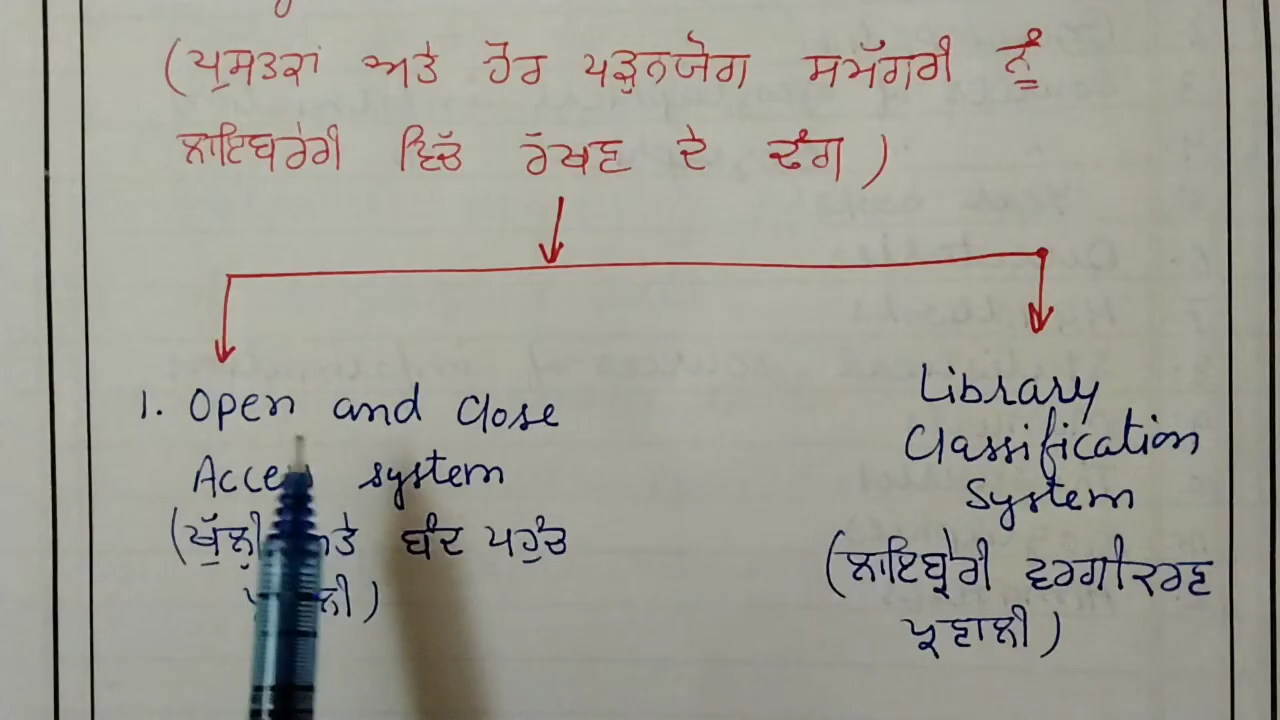 (ਪੁਸਤਕਾਂ ਅਤੇ ਹੋਰ ਪੜ੍ਹਨਯੋਗ ਸਮੱਗਰੀ ਨੂੰ
ਲਾਇਬਰੇਰੀ ਵਿੱਚ ਰੱਖਣ ਦੇ ਢੰਗ)
1. Open and Close
system
ਬੰਦ ਪਹੁੰਚ
Library
Classification
System
(ਲਾਇਬ੍ਰੇਰੀ ਵਰਗੀਕਰਣ
ਪ੍ਰਣਾਲੀ)